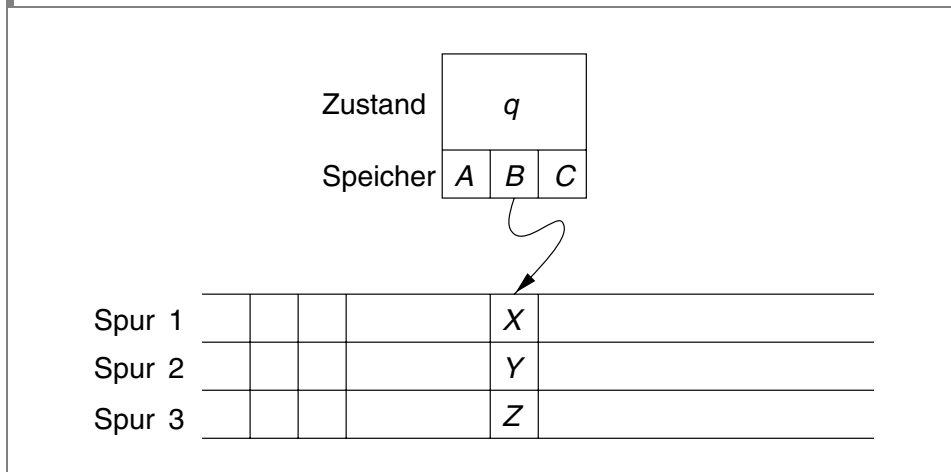 Zustand q
Speicher A B C
Spur 1 X
Spur 2 Y
Spur 3 Z